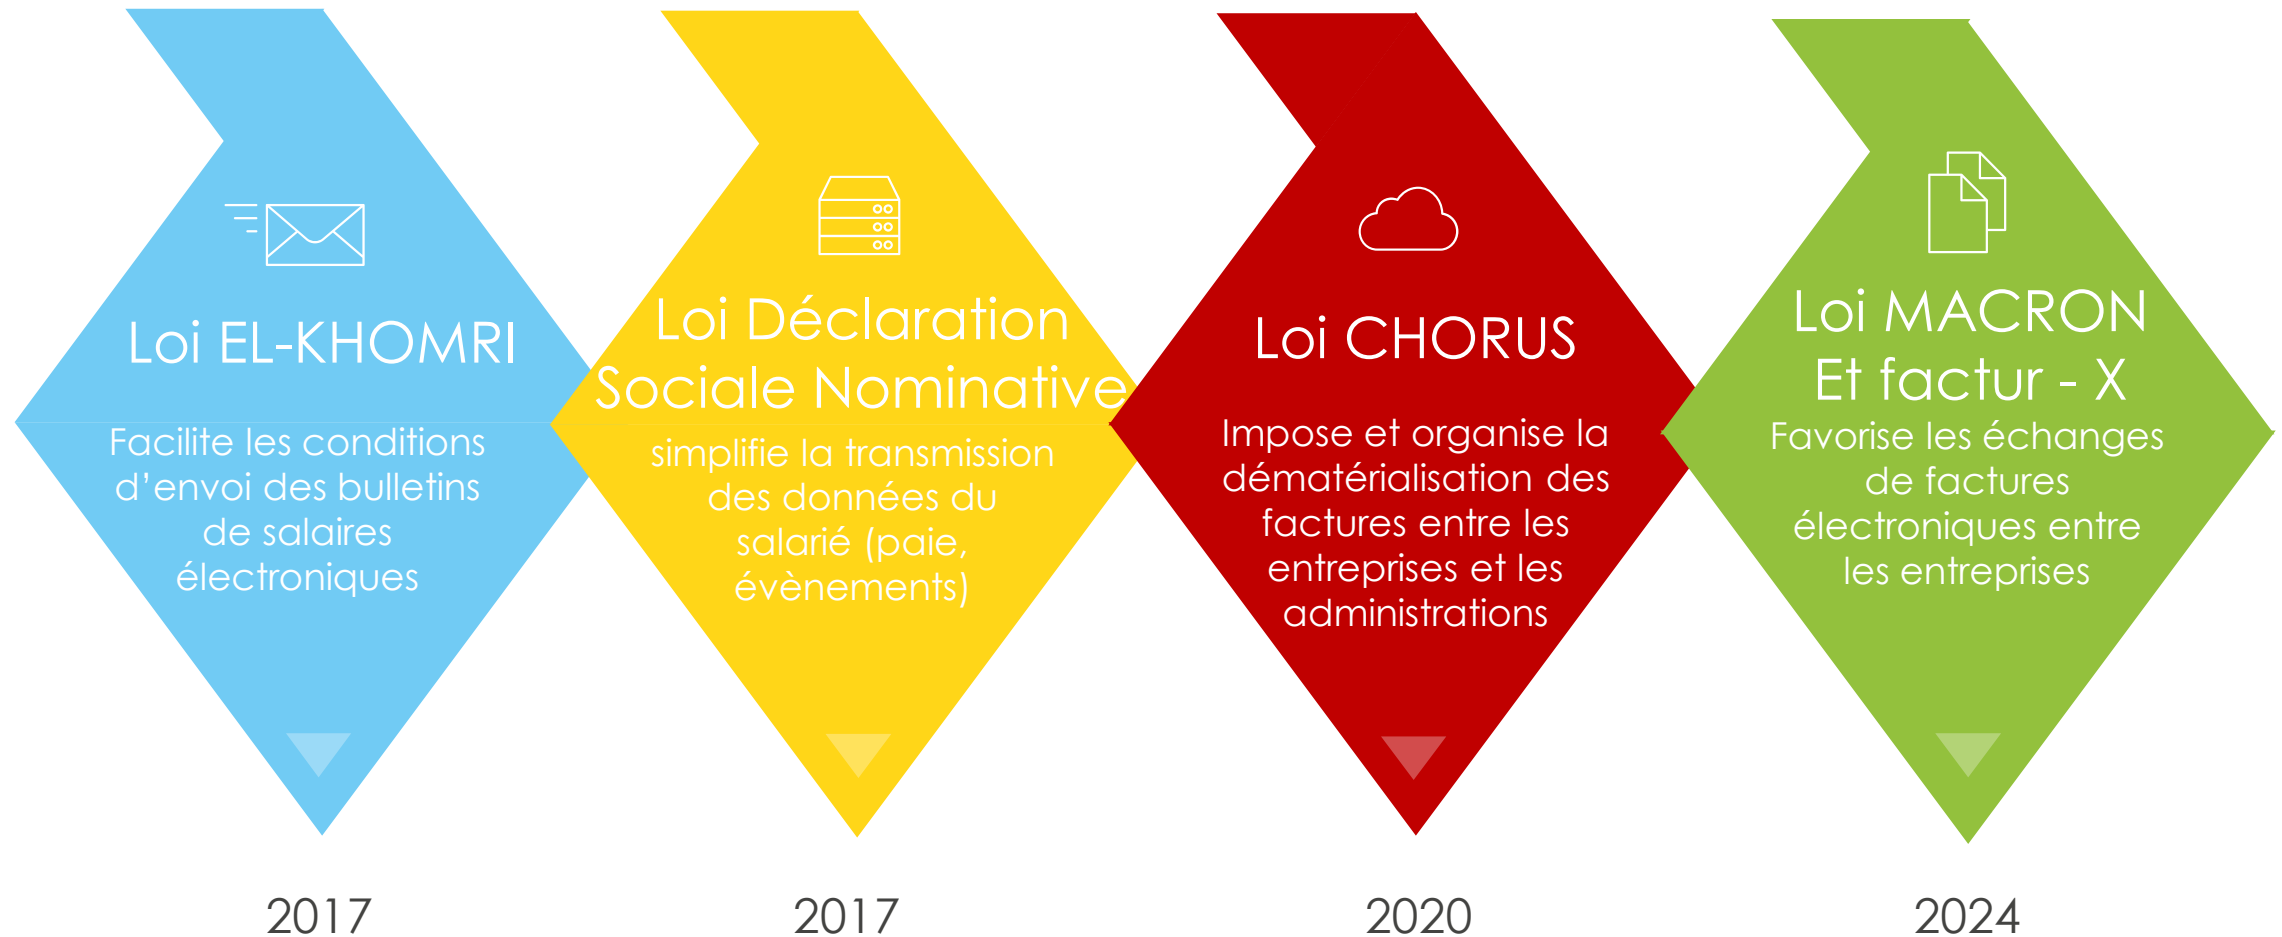 Loi EL-KHOMRI
Facilite les conditions
d’envoi des bulletins
de salaires
électroniques
2017
Loi Déclaration
Sociale Nominative
simplifie la transmission
des données du
salarié (paie,
évènements)
2017
Loi CHORUS
Impose et organise la
dématérialisation des
factures entre les
entreprises et les
administrations
2020
Loi MACRON
Et factur - X
Favorise les échanges
de factures
électroniques entre
les entreprises
2024